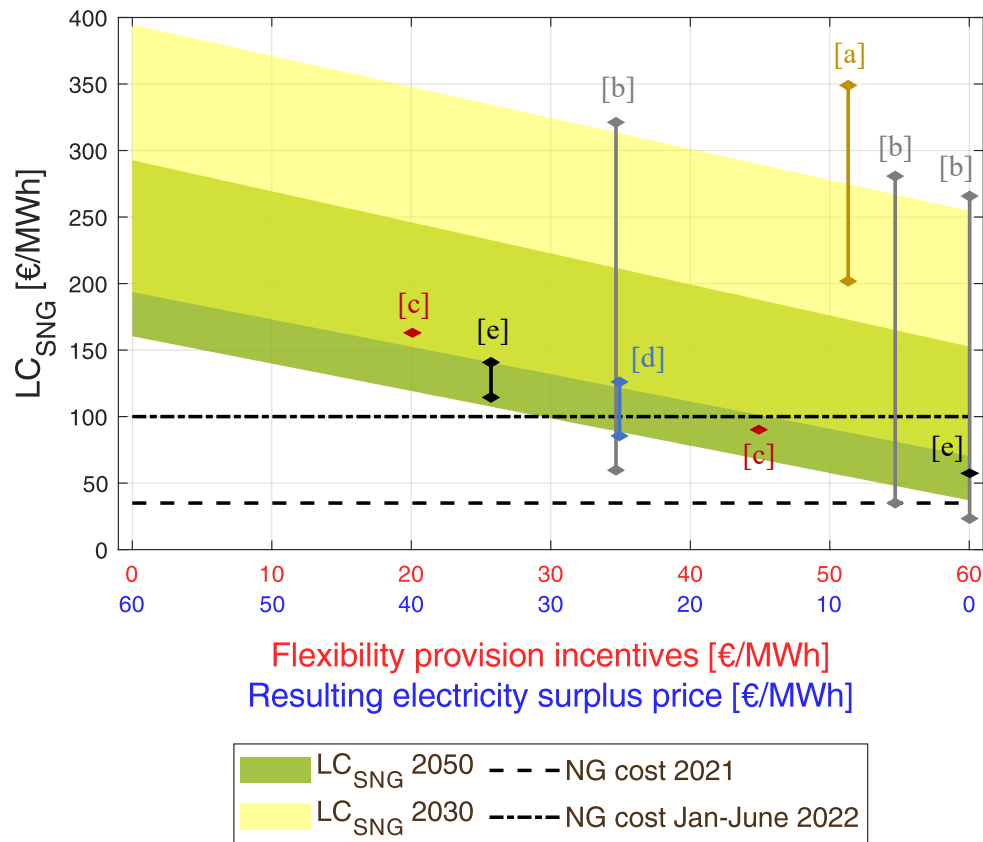 LC_SNG [€/MWh]
400
350
300
250
200
150
100
50
0
[a]
[b]
[b]
[b]
[c]
[e]
[d]
[c]
[e]
0 10 20 30 40 50 60
60 50 40 30 20 10 0
Flexibility provision incentives [€/MWh]
Resulting electricity surplus price [€/MWh]
LC_SNG 2050 NG cost 2021
LC_SNG 2030 NG cost Jan-June 2022